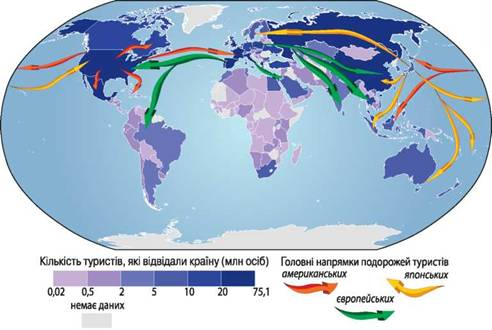 Кількість туристів, які відвідали країну (млн осіб)
0,02 0,5 2 5 10 20 75,1
немає даних
Головні напрямки подорожей туристів
американських
японських
європейських